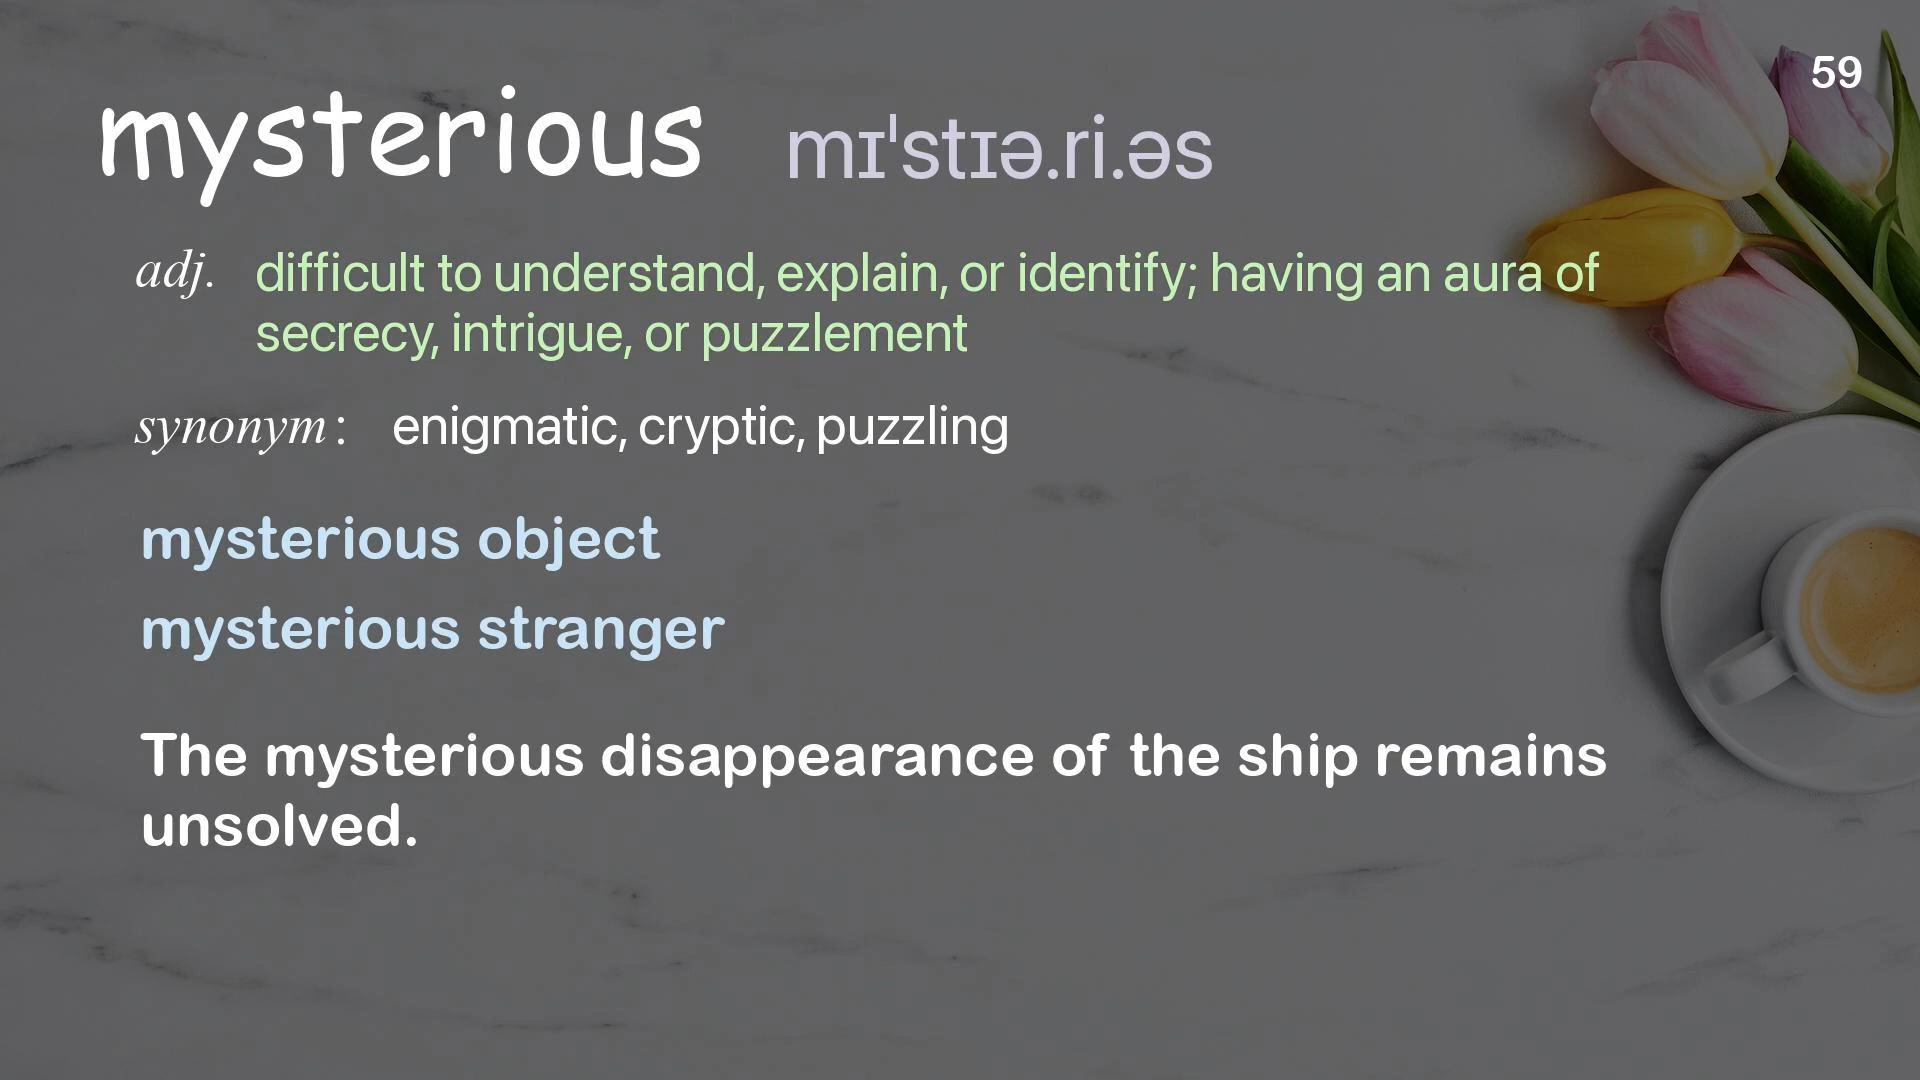 59
mysterious mɪˈstɪə.ri.əs
adj. difficult to understand, explain, or identify; having an aura of
secrecy, intrigue, or puzzlement
synonym: enigmatic, cryptic, puzzling
mysterious object
mysterious stranger
The mysterious disappearance of the ship remains
unsolved.